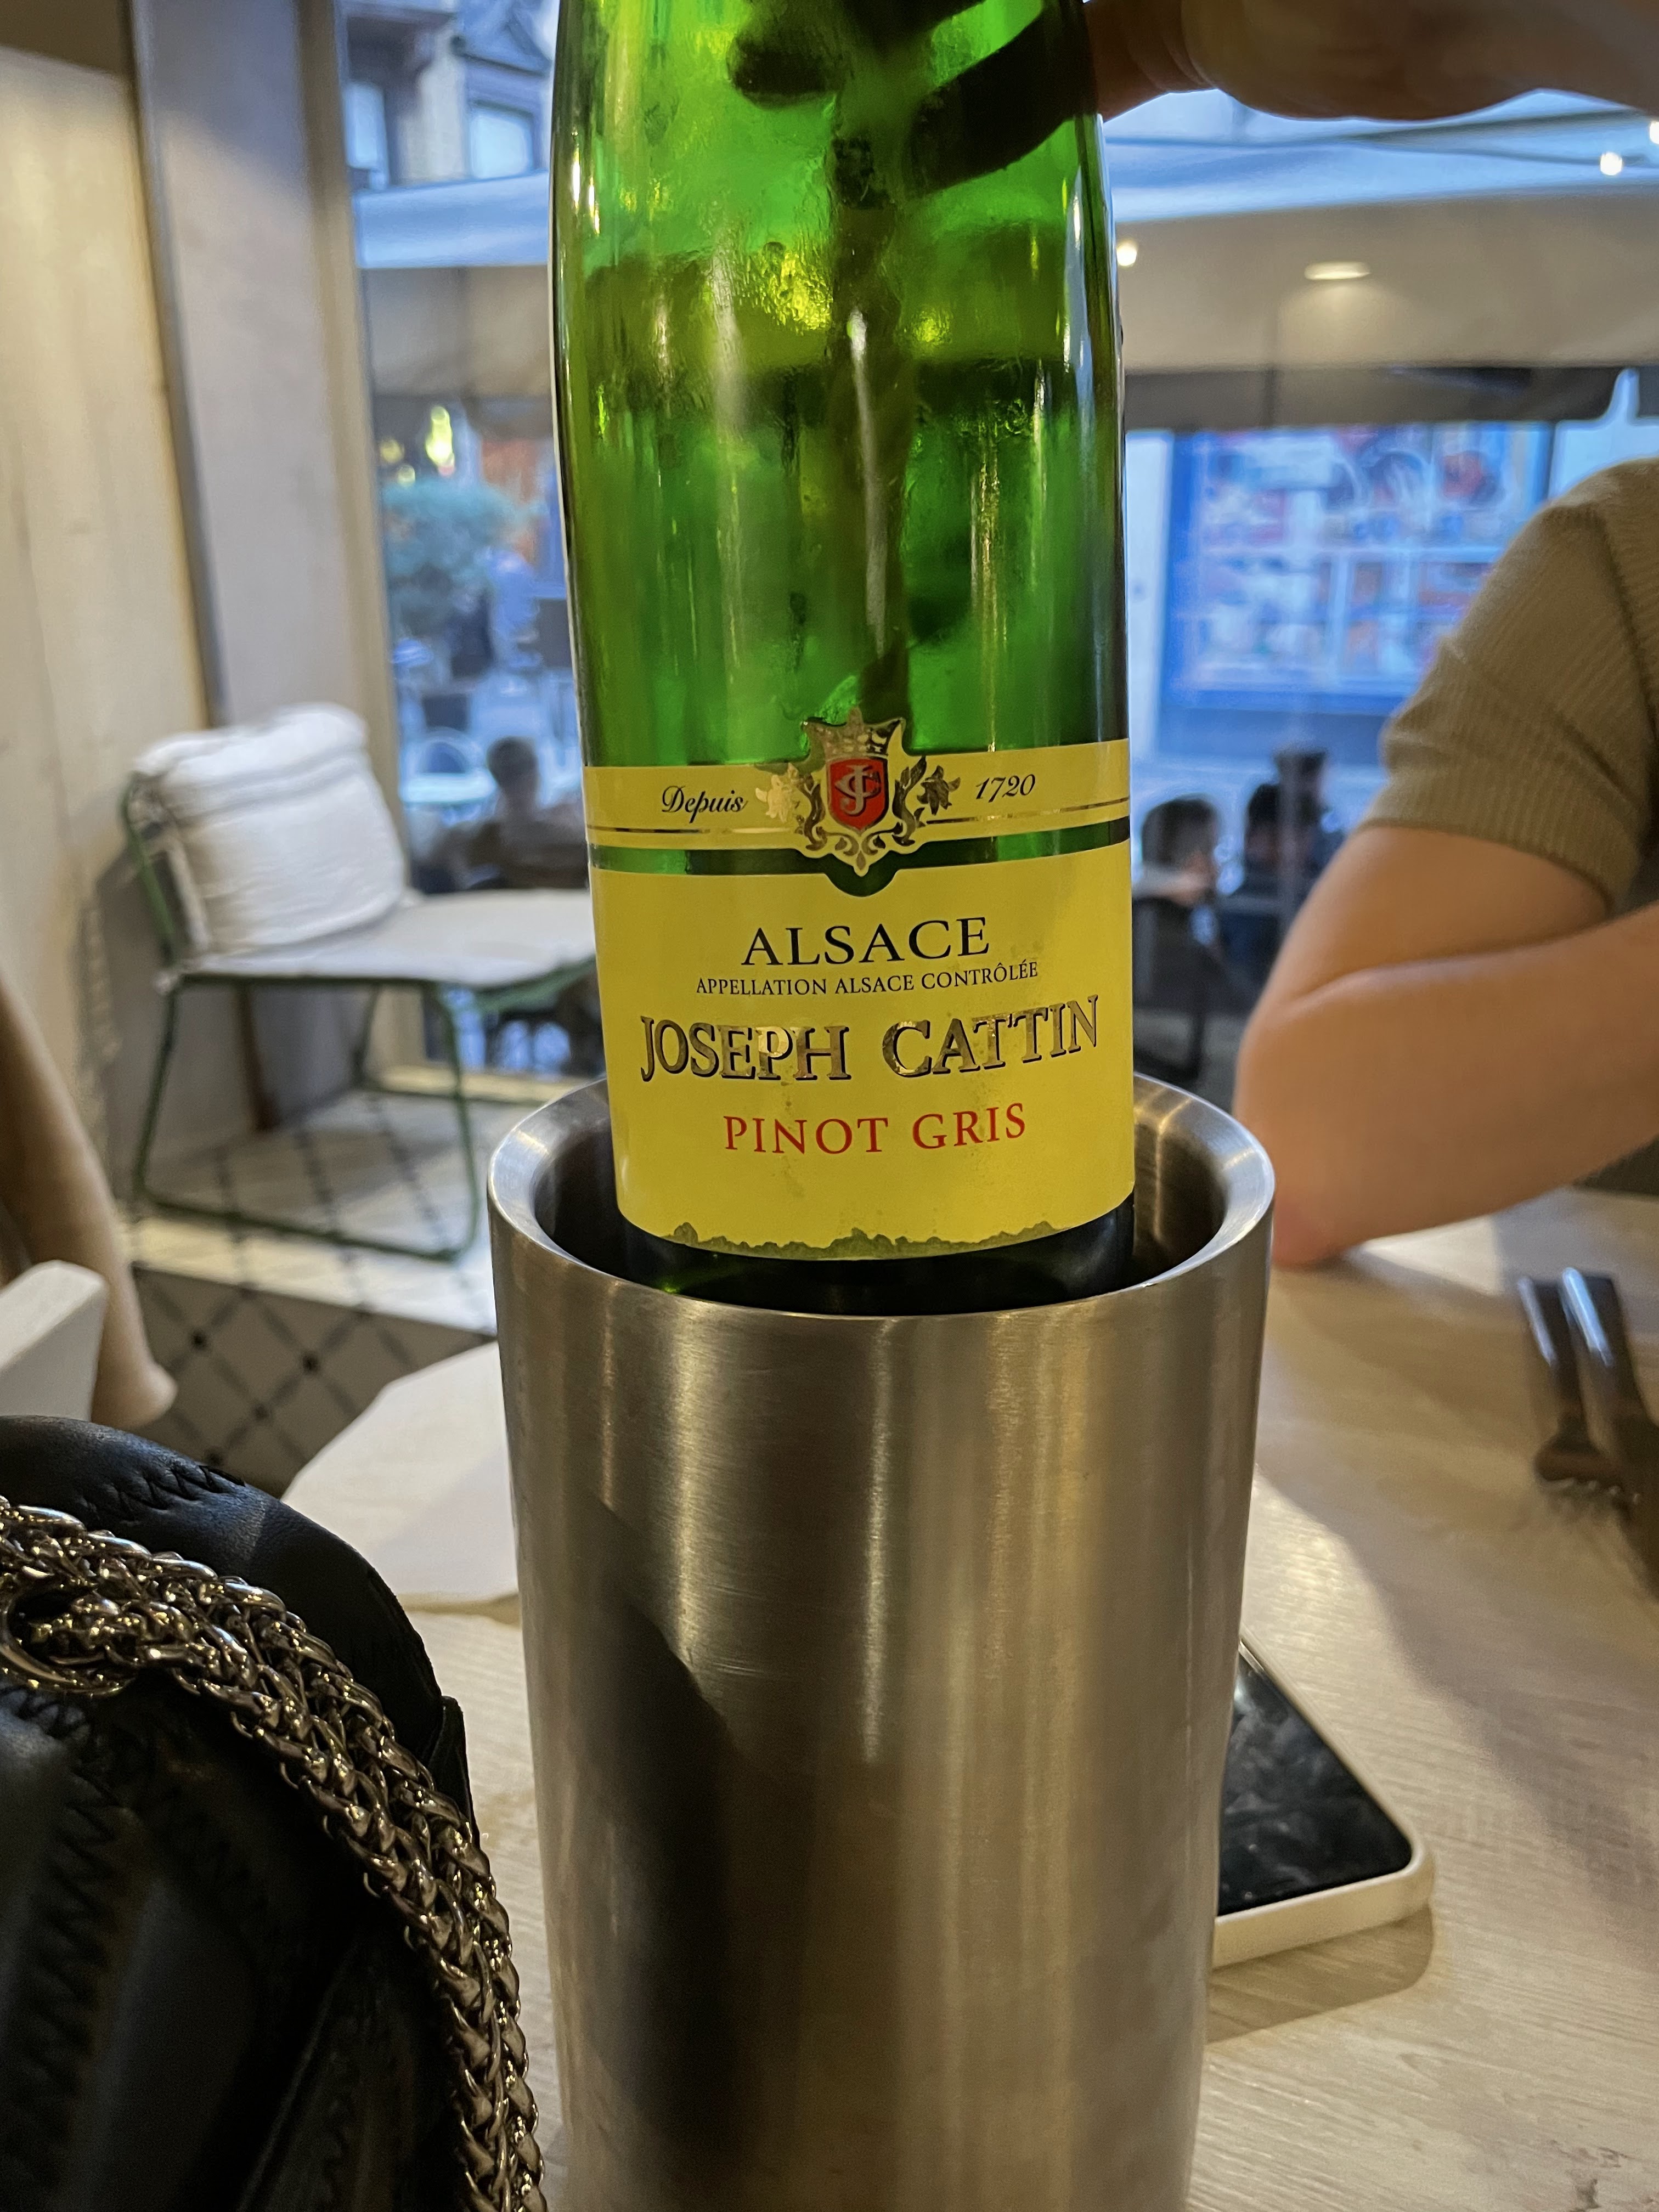 Depuis 1720
ALSACE
APPELLATION ALSACE CONTRÔLÉE
JOSEPH CATTIN
PINOT GRIS